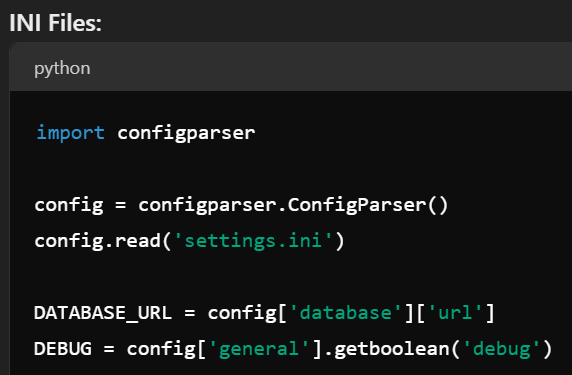 INI Files:
python
import configparser
config = configparser.ConfigParser()
config.read('settings.ini')
DATABASE_URL = config['database']['url']
DEBUG = config['general'].getboolean('debug')